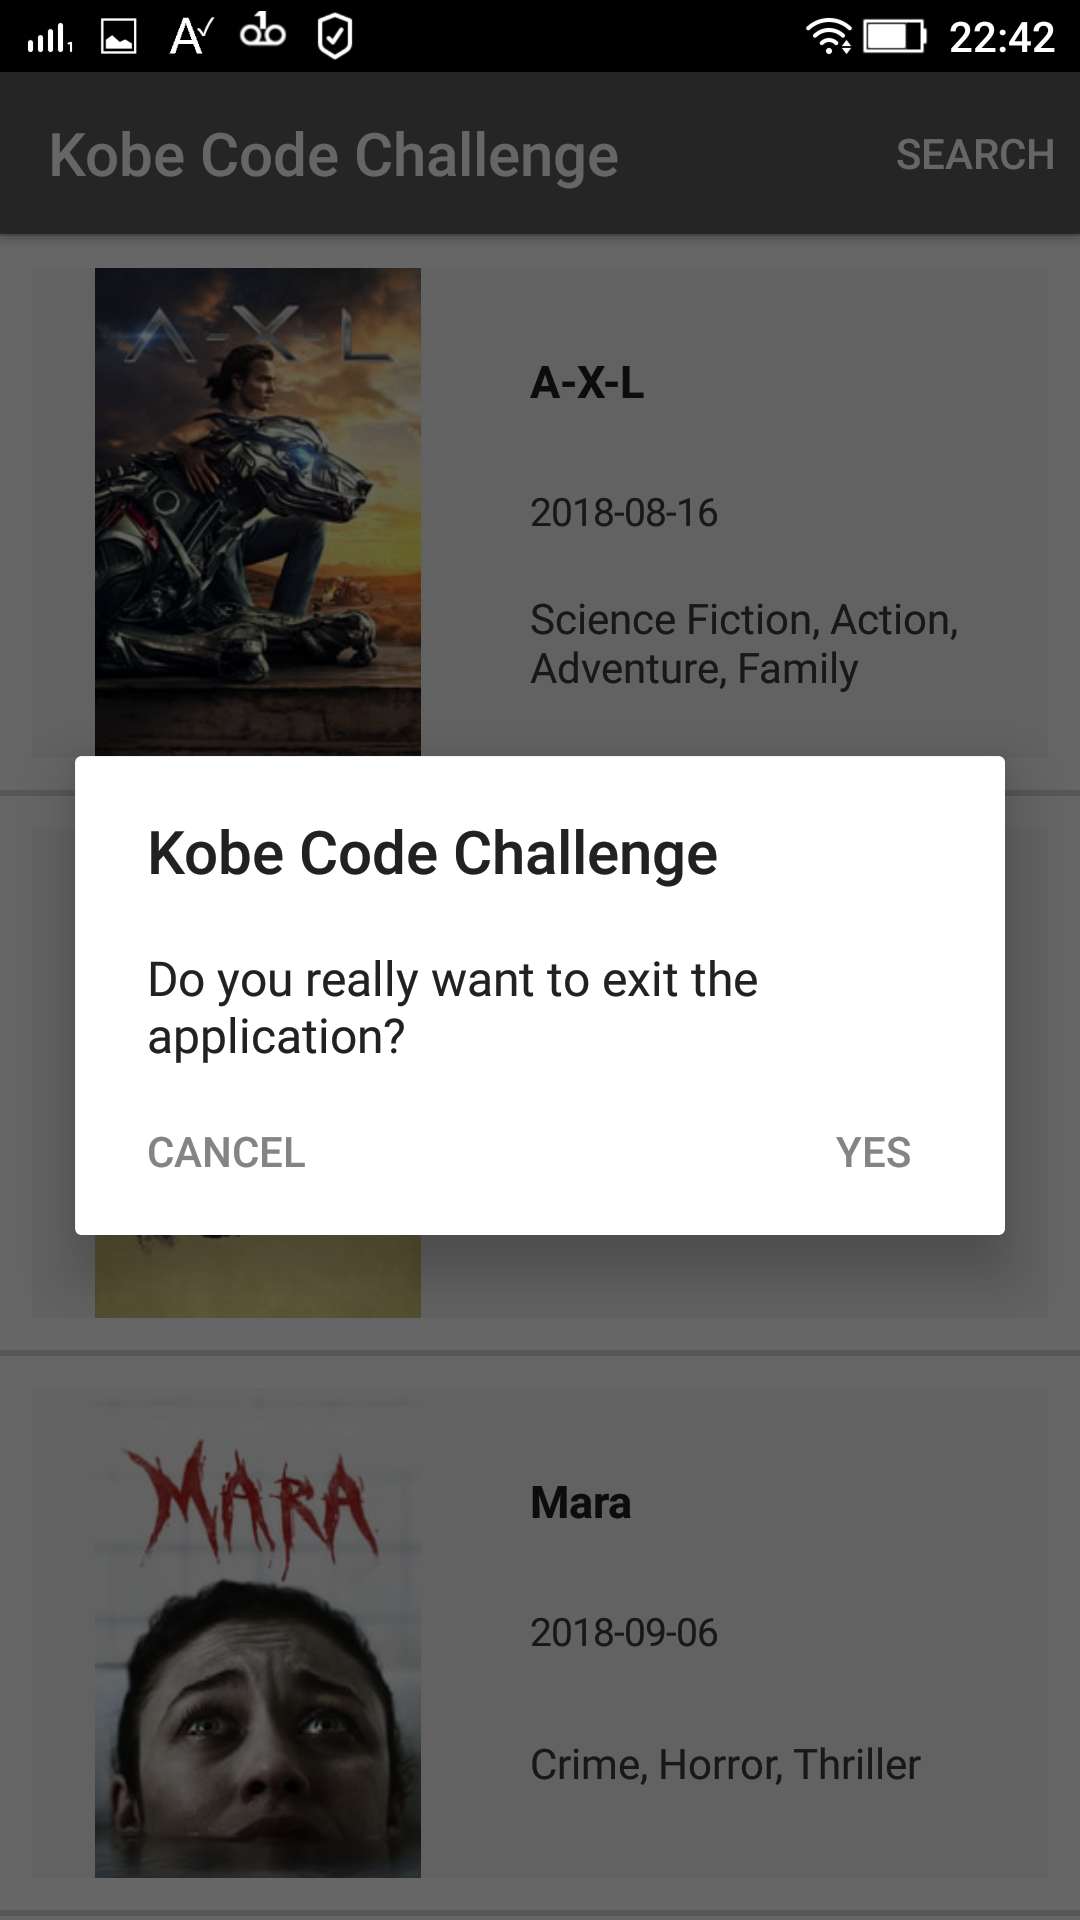 22:42
Kobe Code Challenge
SEARCH
A-X-L
A-X-L
2018-08-16
Science Fiction, Action,
Adventure, Family
Kobe Code Challenge
Do you really want to exit the
application?
CANCEL
YES
MARA
Mara
2018-09-06
Crime, Horror, Thriller